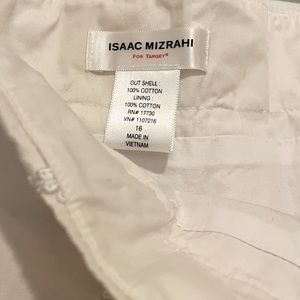 ISAAC MIZRAHI
FOR TARGET®
OUT SHELL :
100% COTTON
LINING :
100% COTTON
RN# 17730
VN# 1107216
16
MADE IN
VIETNAM